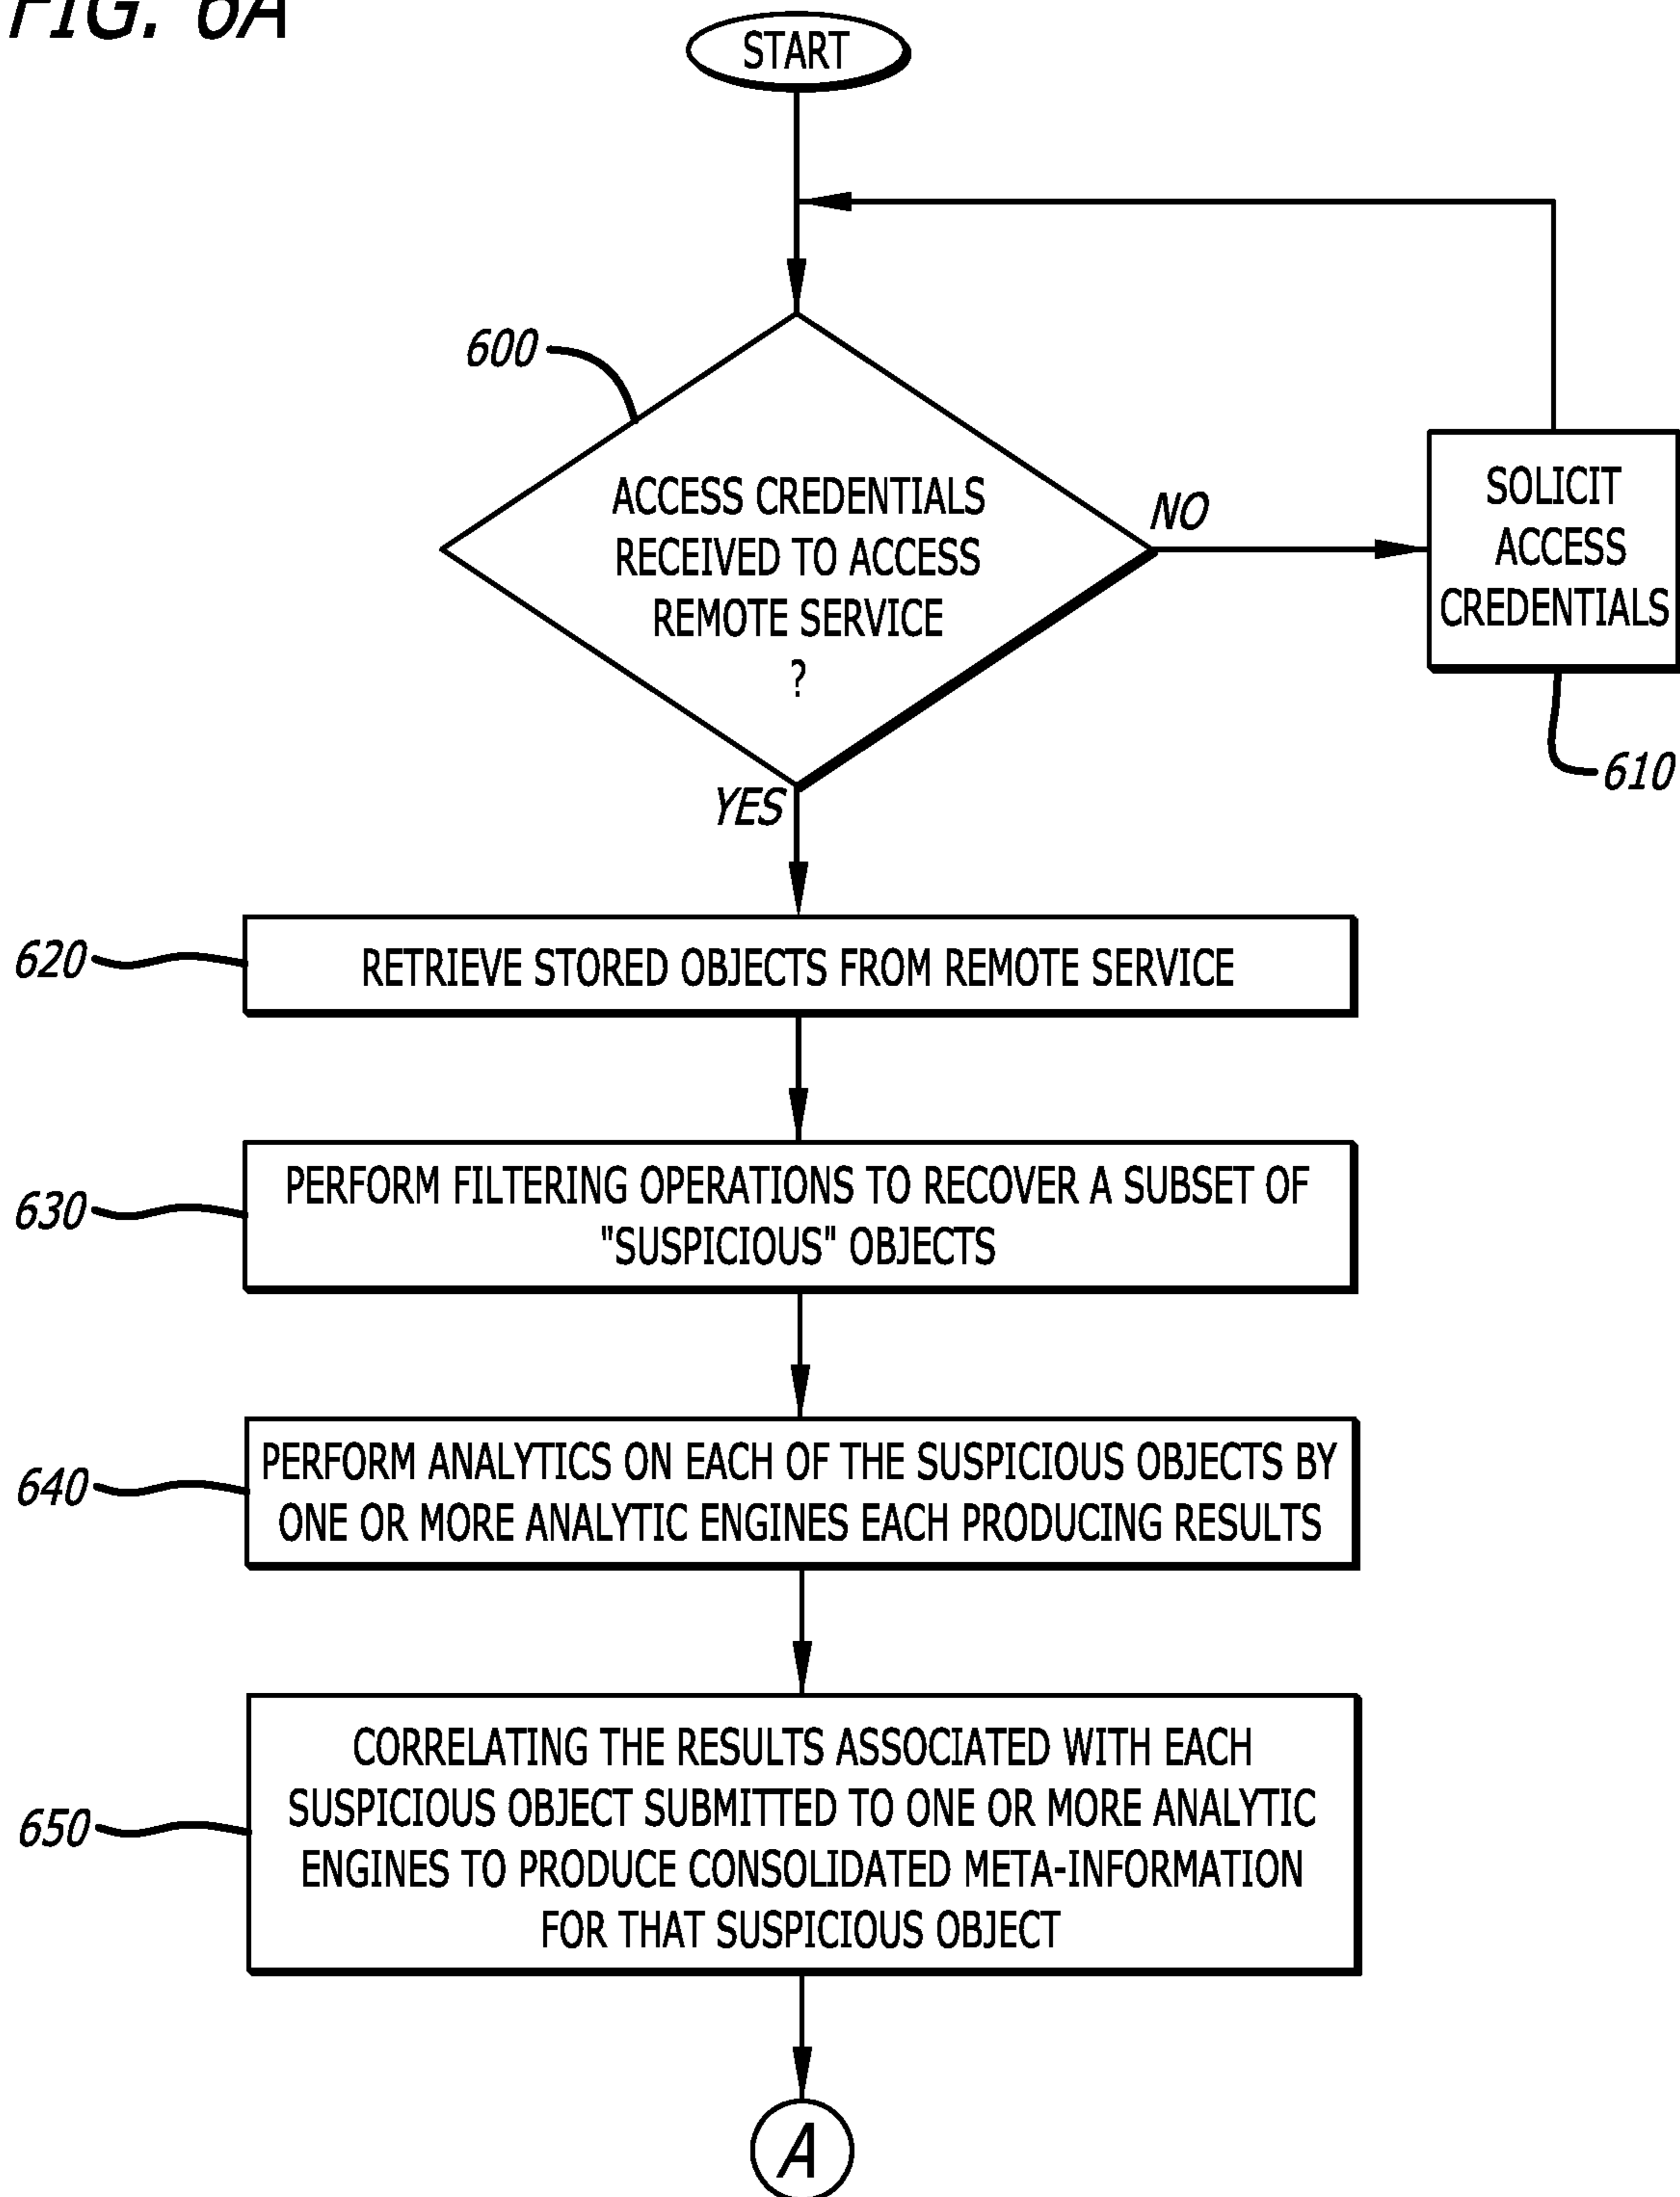 FIG. 6A
START
600
ACCESS CREDENTIALS
RECEIVED TO ACCESS
REMOTE SERVICE
?
NO
SOLICIT
ACCESS
CREDENTIALS
610
YES
620
RETRIEVE STORED OBJECTS FROM REMOTE SERVICE
630
PERFORM FILTERING OPERATIONS TO RECOVER A SUBSET OF
"SUSPICIOUS" OBJECTS
640
PERFORM ANALYTICS ON EACH OF THE SUSPICIOUS OBJECTS BY
ONE OR MORE ANALYTIC ENGINES EACH PRODUCING RESULTS
650
CORRELATING THE RESULTS ASSOCIATED WITH EACH
SUSPICIOUS OBJECT SUBMITTED TO ONE OR MORE ANALYTIC
ENGINES TO PRODUCE CONSOLIDATED META-INFORMATION
FOR THAT SUSPICIOUS OBJECT
A